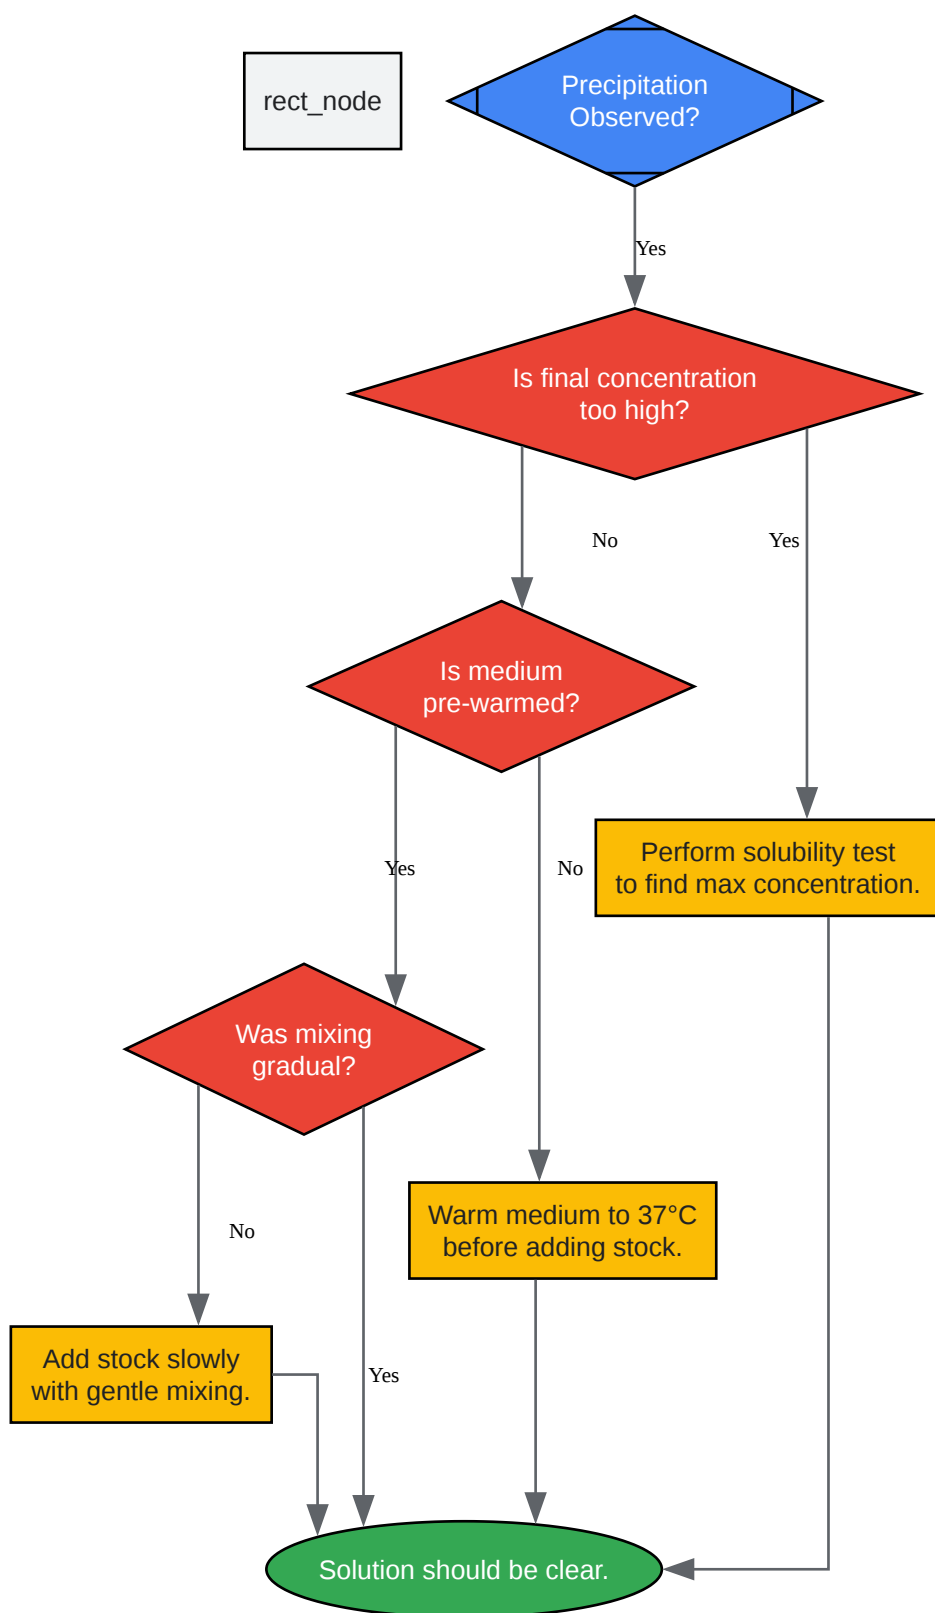 rect_node
Precipitation
Observed?
Yes
Is final concentration
too high?
No
Yes
Is medium
pre-warmed?
Yes
No
Perform solubility test
to find max concentration.
Was mixing
gradual?
No
Warm medium to 37°C
before adding stock.
Add stock slowly
with gentle mixing.
Yes
Solution should be clear.